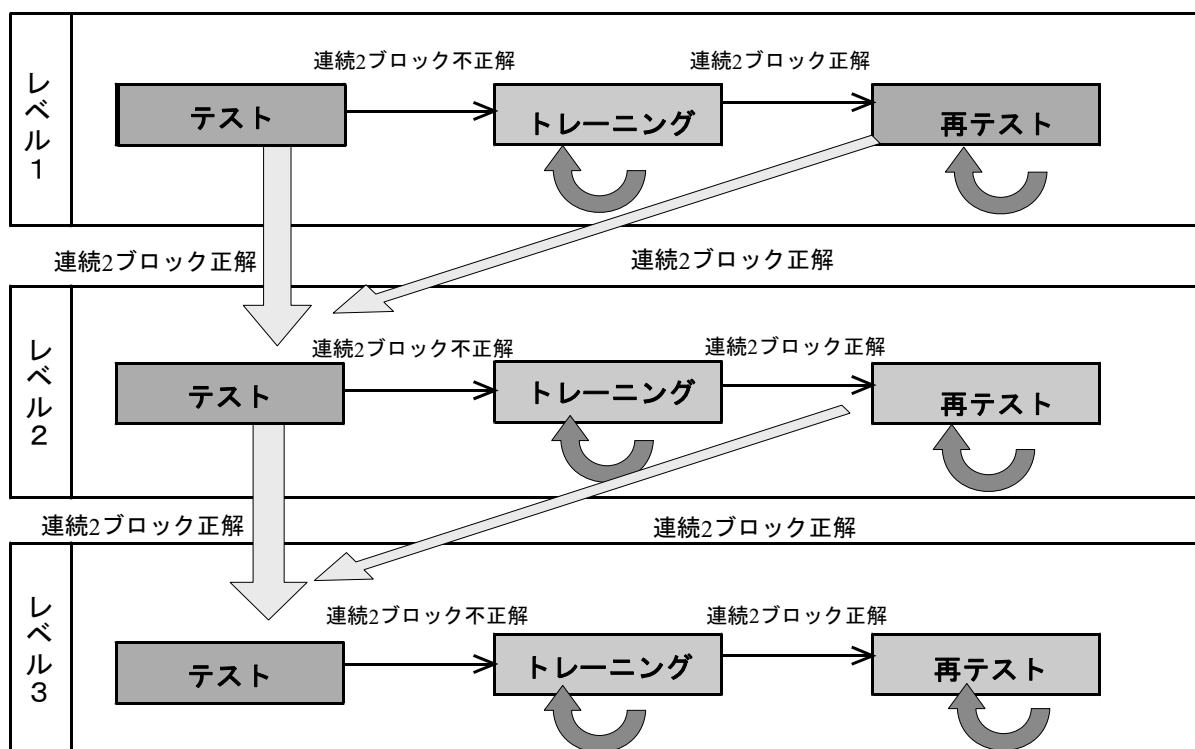 レベル1
連続2ブロック不正解
連続2ブロック正解
テスト
トレーニング
再テスト
連続2ブロック正解
連続2ブロック正解
レベル2
連続2ブロック不正解
連続2ブロック正解
テスト
トレーニング
再テスト
連続2ブロック正解
連続2ブロック正解
レベル3
連続2ブロック不正解
連続2ブロック正解
テスト
トレーニング
再テスト